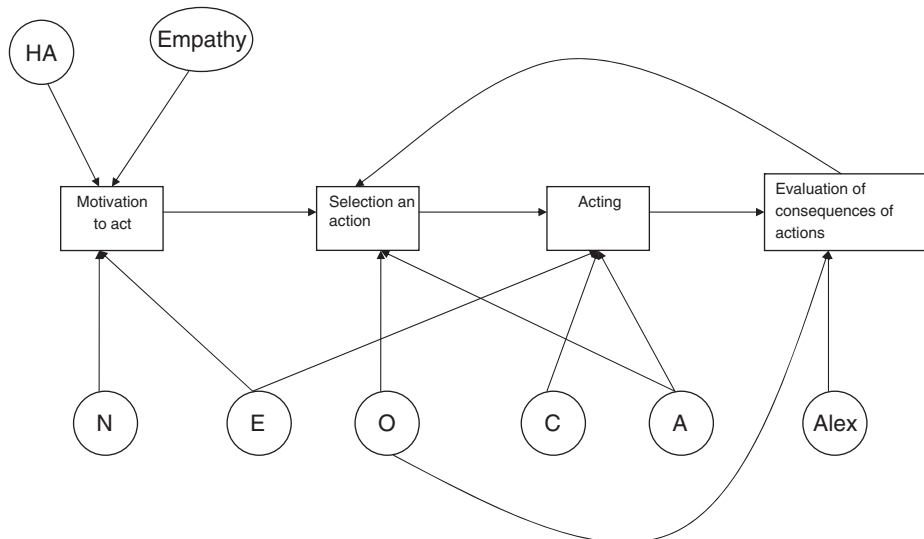 HA
Empathy
Motivation
to act
Selection an
action
Acting
Evaluation of
consequences of
actions
N
E
O
C
A
Alex